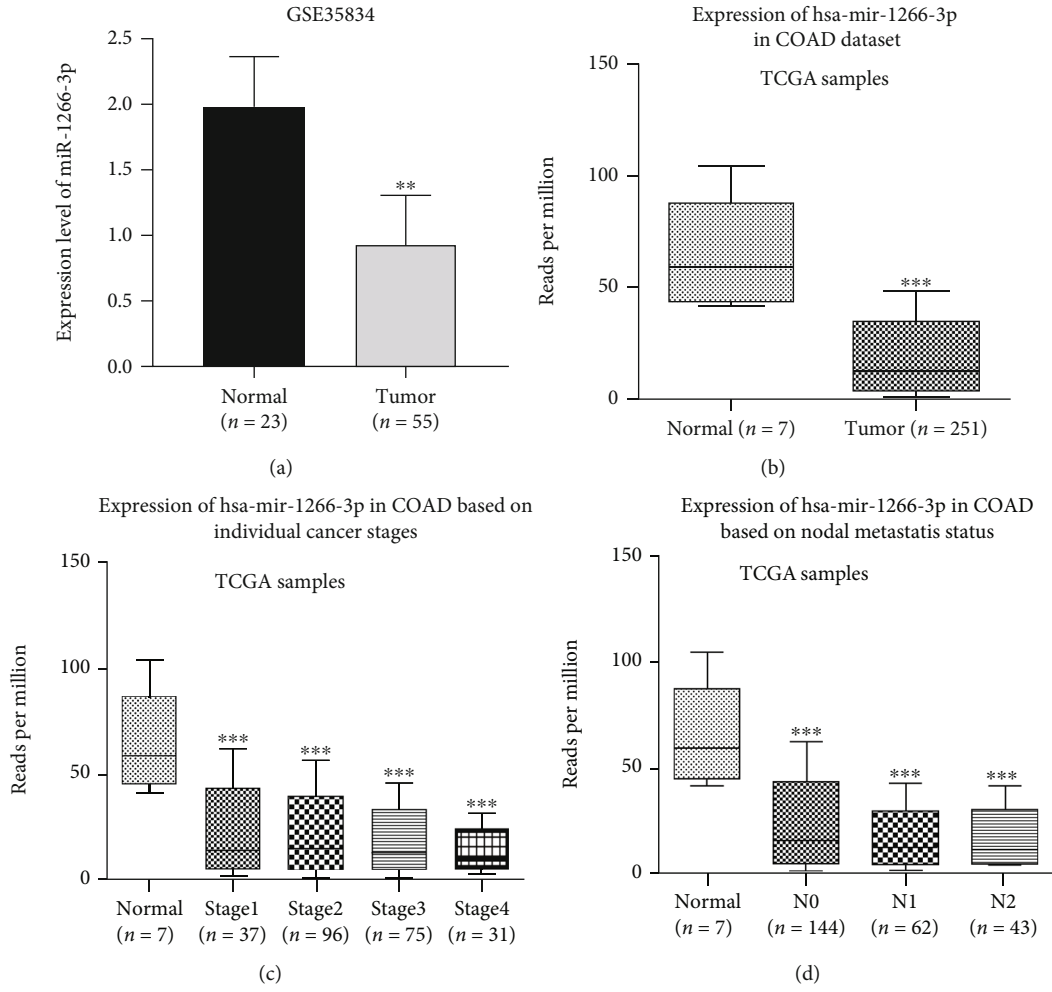 GSE35834
Expression level of miR-1266-3p
2.5
2.0
1.5
1.0
0.5
0.0
**
Normal
(n = 23)
Tumor
(n = 55)
(a)
Expression of hsa-mir-1266-3p
in COAD dataset
TCGA samples
Reads per million
150
100
50
0
***
Normal (n = 7)
Tumor (n = 251)
(b)
Expression of hsa-mir-1266-3p in COAD based on
individual cancer stages
TCGA samples
Reads per million
150
100
50
0
***
***
***
***
Normal
(n = 7)
Stage1
(n = 37)
Stage2
(n = 96)
Stage3
(n = 75)
Stage4
(n = 31)
(c)
Expression of hsa-mir-1266-3p in COAD
based on nodal metastatis status
TCGA samples
Reads per million
150
100
50
0
***
***
***
Normal
(n = 7)
N0
(n = 144)
N1
(n = 62)
N2
(n = 43)
(d)